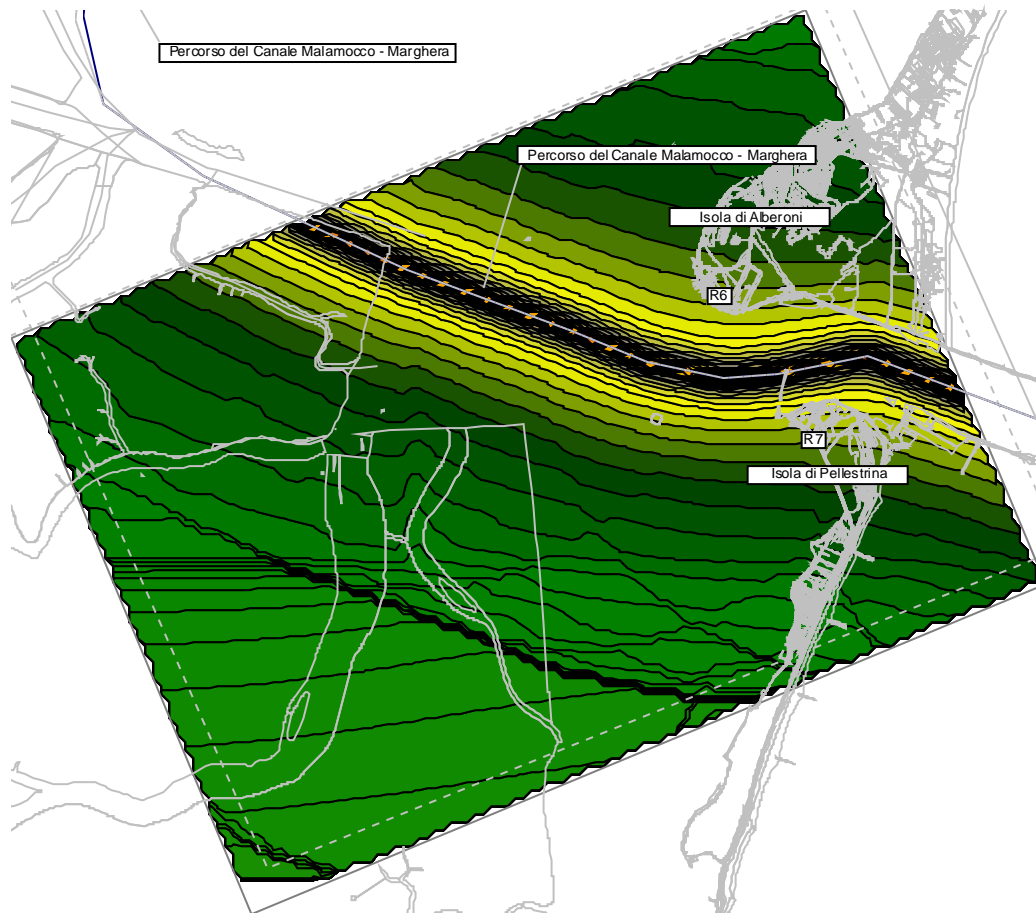 Percorso del Canale Malamocco - Marghera
Percorso del Canale Malamocco - Marghera
Isola di Alberoni
R6
R7
Isola di Pellestrina